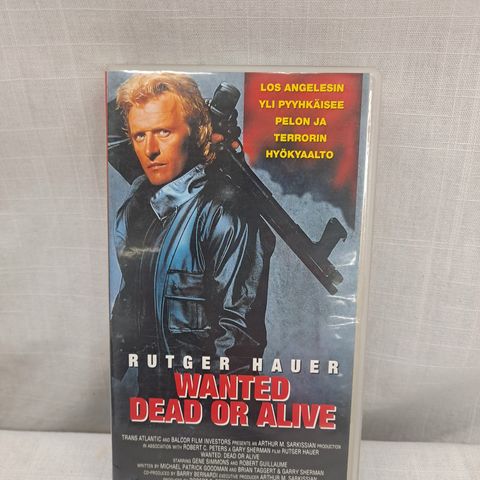 LOS ANGELESIN
YLI PYYHKÄISEE
PELON JA
TERRORIN
HYÖKYAALTO
RUTGER HAUER
WANTED
DEAD OR ALIVE
TRANS ATLANTIC AND BALCOR FILM INVESTORS PRESENTS AN ARTHUR M. SARKISSIAN PRODUCTION
IN ASSOCIATION WITH ROBERT C. PETERS A GARY SHERMAN FILM RUTGER HAUER
WANTED: DEAD OR ALIVE
STARRING GENE SIMMONS AND ROBERT GUILLAUME
WRITTEN BY MICHAEL PATRICK GOODMAN AND BRIAN TAGGERT & GARRY SHERMAN
CO-PRODUCED BY BARRY BERNARDI EXECUTIVE PRODUCER ARTHUR M. SARKISSIAN